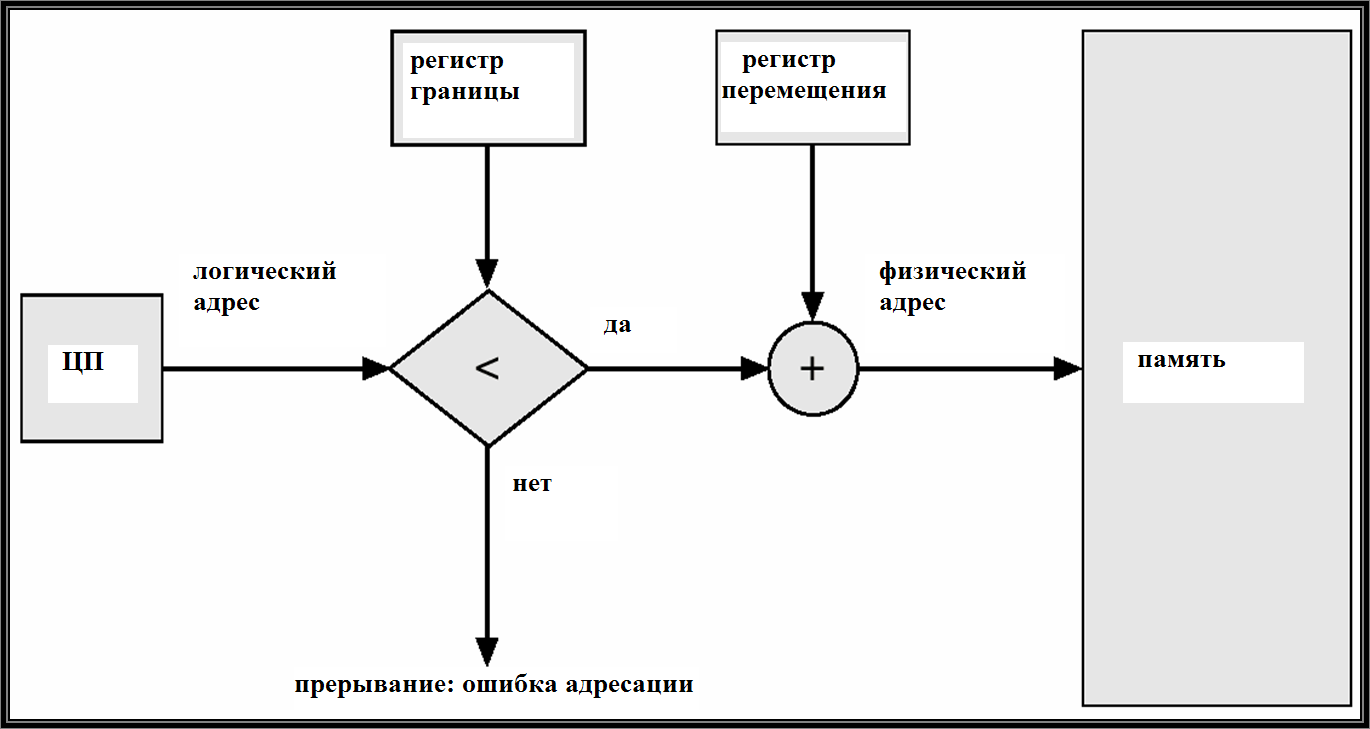 регистр
границы
регистр
перемещения
логический
адрес
физический
адрес
да
ЦП
<
+
память
нет
прерывание: ошибка адресации